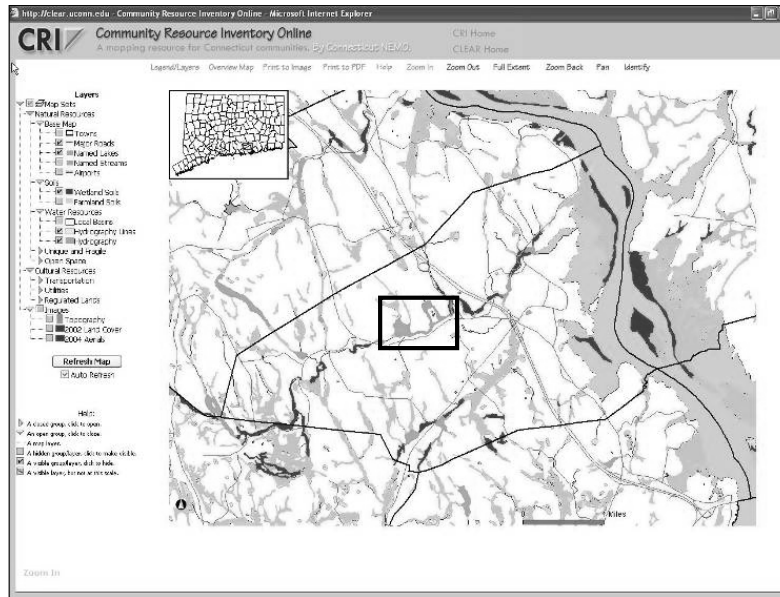 http://clear.uconn.edu - Community Resource Inventory Online - Microsoft Internet Explorer
CRI
Community Resource Inventory Online
A mapping resource for Connecticut communities. By Connecticut NEMO.
CRI Home
CLEAR Home
Legend/Layers Overview Map Print to Image Print to PDF Help Zoom In Zoom Out Full Extent Zoom Back Pan Identify
Layers
Map Sets
Natural Resources
Base Map
Towns
Major Roads
Named Lakes
Named Streams
Airports
Soils
Wetland Soils
Farmland Soils
Water Resources
Local Basins
Hydrography Lines
Hydrography
Unique and Fragile
Open Space
Cultural Resources
Transportation
Utilities
Regulated Lands
Images
Topography
2002 Land Cover
2004 Aerials
Refresh Map
Auto Refresh
Help:
A closed group, click to open.
An open group, click to close.
A map layer.
A hidden group/layer, click to make visible.
A visible group/layer, click to hide.
A visible layer, but not at this scale.
Miles
Zoom In